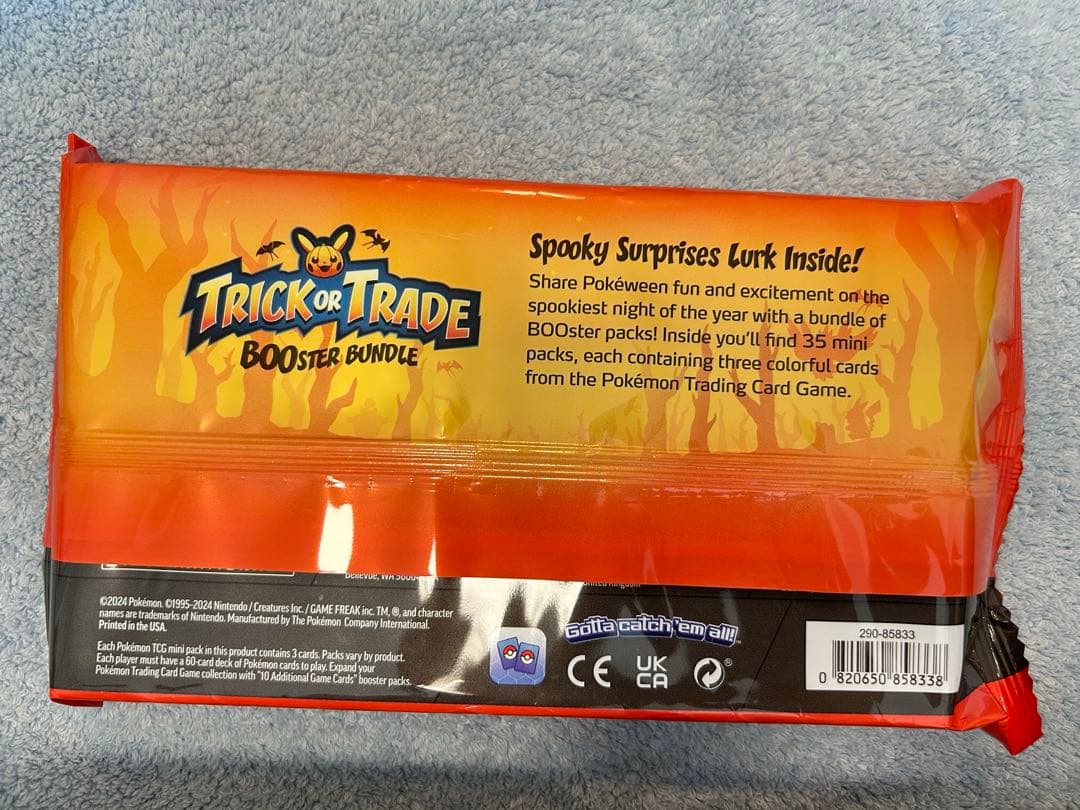 TRICK OR TRADE
BOOSTER BUNDLE
Spooky Surprises Lurk Inside!
Share Pokéween fun and excitement on the
spookiest night of the year with a bundle of
BOOster packs! Inside you'll find 35 mini
packs, each containing three colorful cards
from the Pokémon Trading Card Game.
Bellevue, WA
United Kingdom
©2024 Pokémon. ©1995-2024 Nintendo / Creatures Inc. / GAME FREAK inc. TM, ®, and character
names are trademarks of Nintendo. Manufactured by The Pokémon Company International.
Printed in the USA.
Each Pokémon TCG mini pack in this product contains 3 cards. Packs vary by product.
Each player must have a 60-card deck of Pokémon cards to play. Expand your
Pokémon Trading Card Game collection with "10 Additional Game Cards" booster packs.
Gotta catch 'em all!
CE
UK
CA
®
290-85833
0 820650 858338